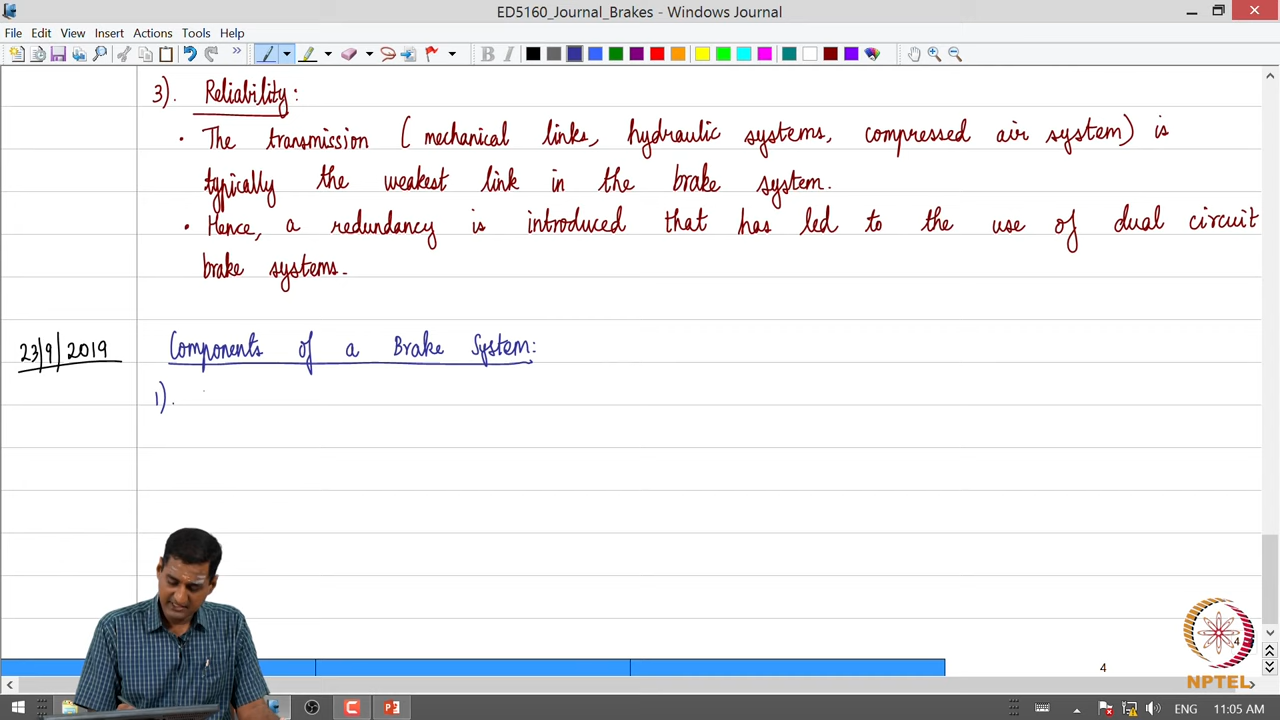 ED5160_Journal_Brakes - Windows Journal
File Edit View Insert Actions Tools Help
3). Reliability:
• The transmission (mechanical links, hydraulic systems, compressed air system) is
typically the weakest link in the brake system.
• Hence, a redundancy is introduced that has led to the use of dual circuit
brake systems.
23/9/2019 Components of a Brake System:
1).
4
4
NPTEL
ENG 11:05 AM